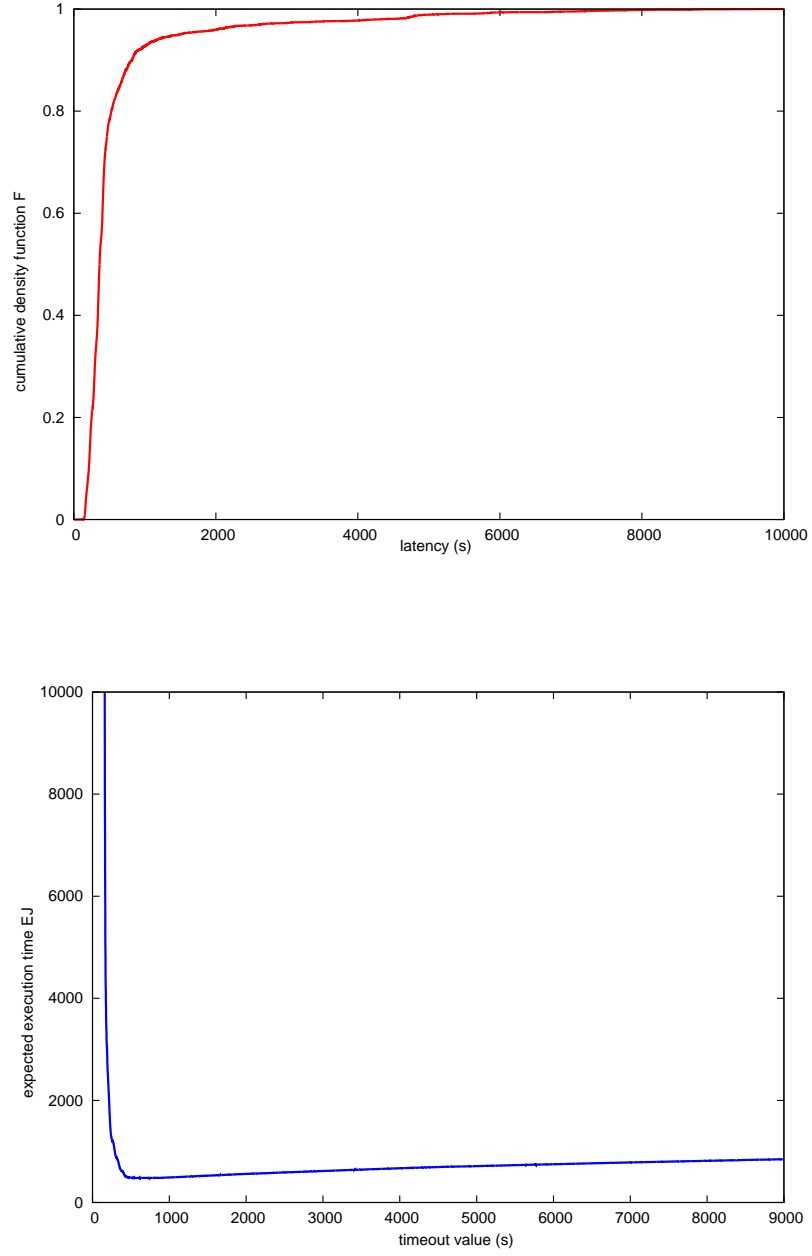 1
0.8
0.6
0.4
0.2
0
cumulative density function F
0 2000 4000 6000 8000 10000
latency (s)
10000
8000
6000
4000
2000
0
expected execution time EJ
0 1000 2000 3000 4000 5000 6000 7000 8000 9000
timeout value (s)